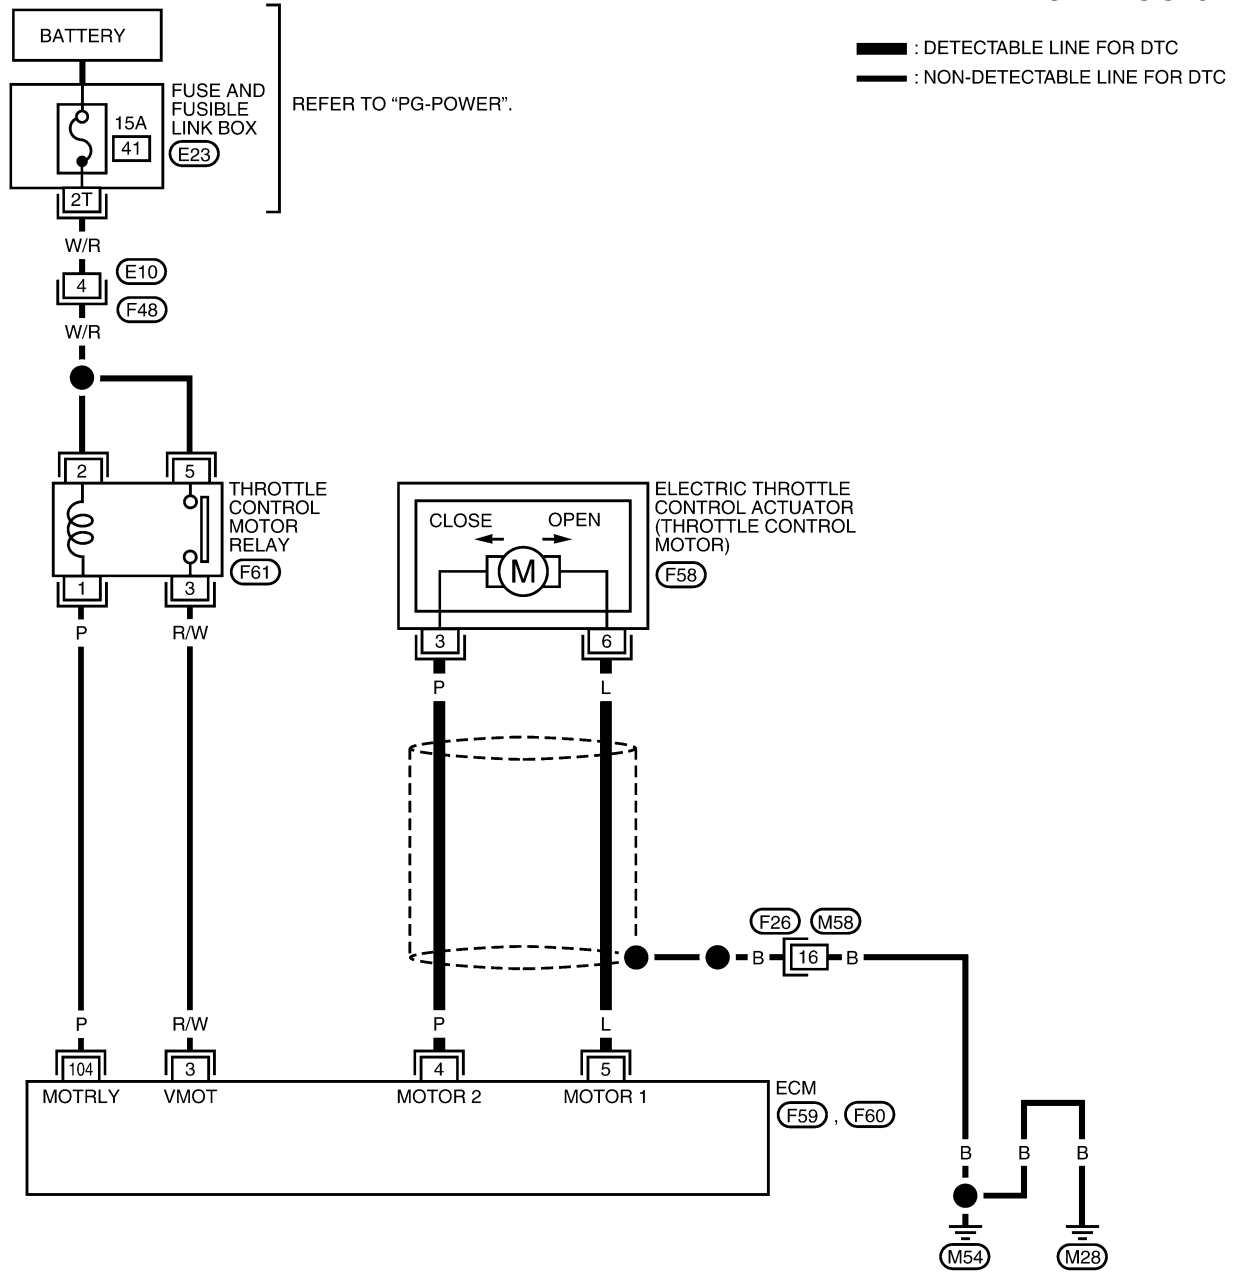 BATTERY
: DETECTABLE LINE FOR DTC
: NON-DETECTABLE LINE FOR DTC
FUSE AND
FUSIBLE
LINK BOX
E23
REFER TO “PG-POWER”.
15A
41
2T
W/R
4
E10
F48
W/R
2
5
THROTTLE
CONTROL
MOTOR
RELAY
F61
1
3
P
R/W
CLOSE
OPEN
M
ELECTRIC THROTTLE
CONTROL ACTUATOR
(THROTTLE CONTROL
MOTOR)
F58
3
6
P
L
F26
M58
B
16
B
P
R/W
P
L
104
3
4
5
MOTRLY
VMOT
MOTOR 2
MOTOR 1
ECM
F59 , F60
B
B
B
M54
M28